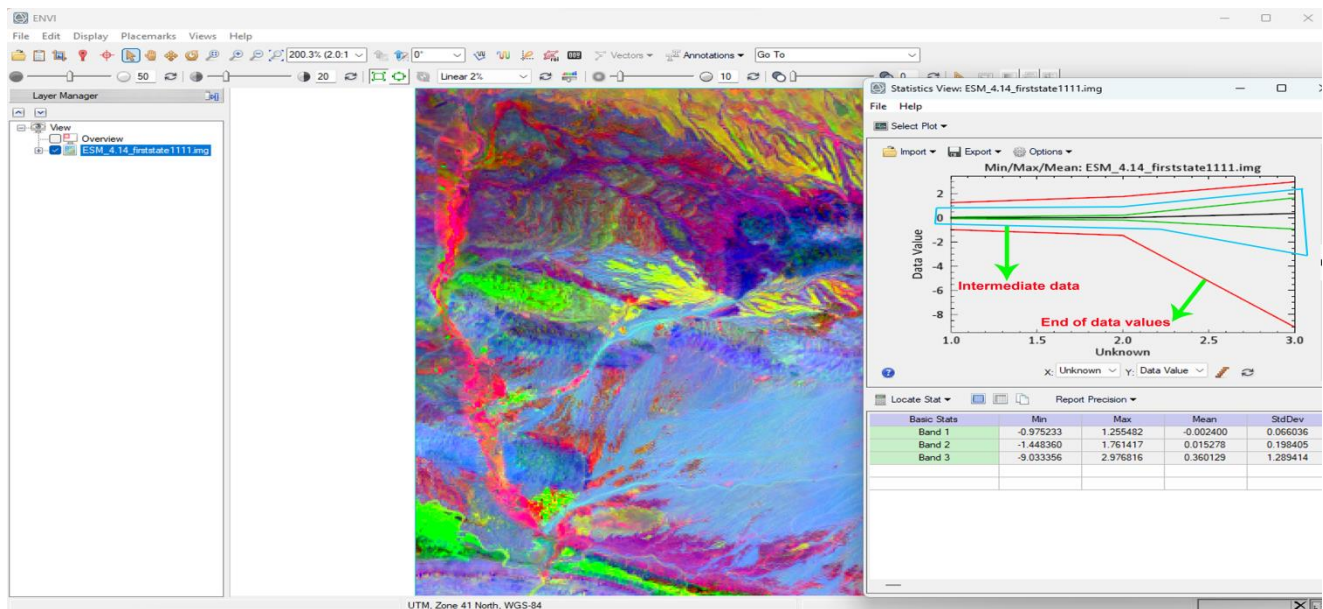 ENVI
File Edit Display Placemarks Views Help
200.3% (2.0:1 0° Vectors Annotations Go To
50 20 Linear 2% 10 0
Layer Manager
View
Overview
ESM_4.14_firststate1111.img
Statistics View: ESM_4.14_firststate1111.img
File Help
Select Plot
Import Export Options
Min/Max/Mean: ESM_4.14_firststate1111.img
2
0
-2
-4
-6
-8
Data Value
Intermediate data
End of data values
1.0 1.5 2.0 2.5 3.0
Unknown
X: Unknown Y: Data Value
Locate Stat Report Precision
Basic Stats Min Max Mean StdDev
Band 1 -0.975233 1.255482 -0.002400 0.066036
Band 2 -1.448360 1.761417 0.015278 0.198405
Band 3 -9.033356 2.976816 0.360129 1.289414
UTM, Zone 41 North, WGS-84